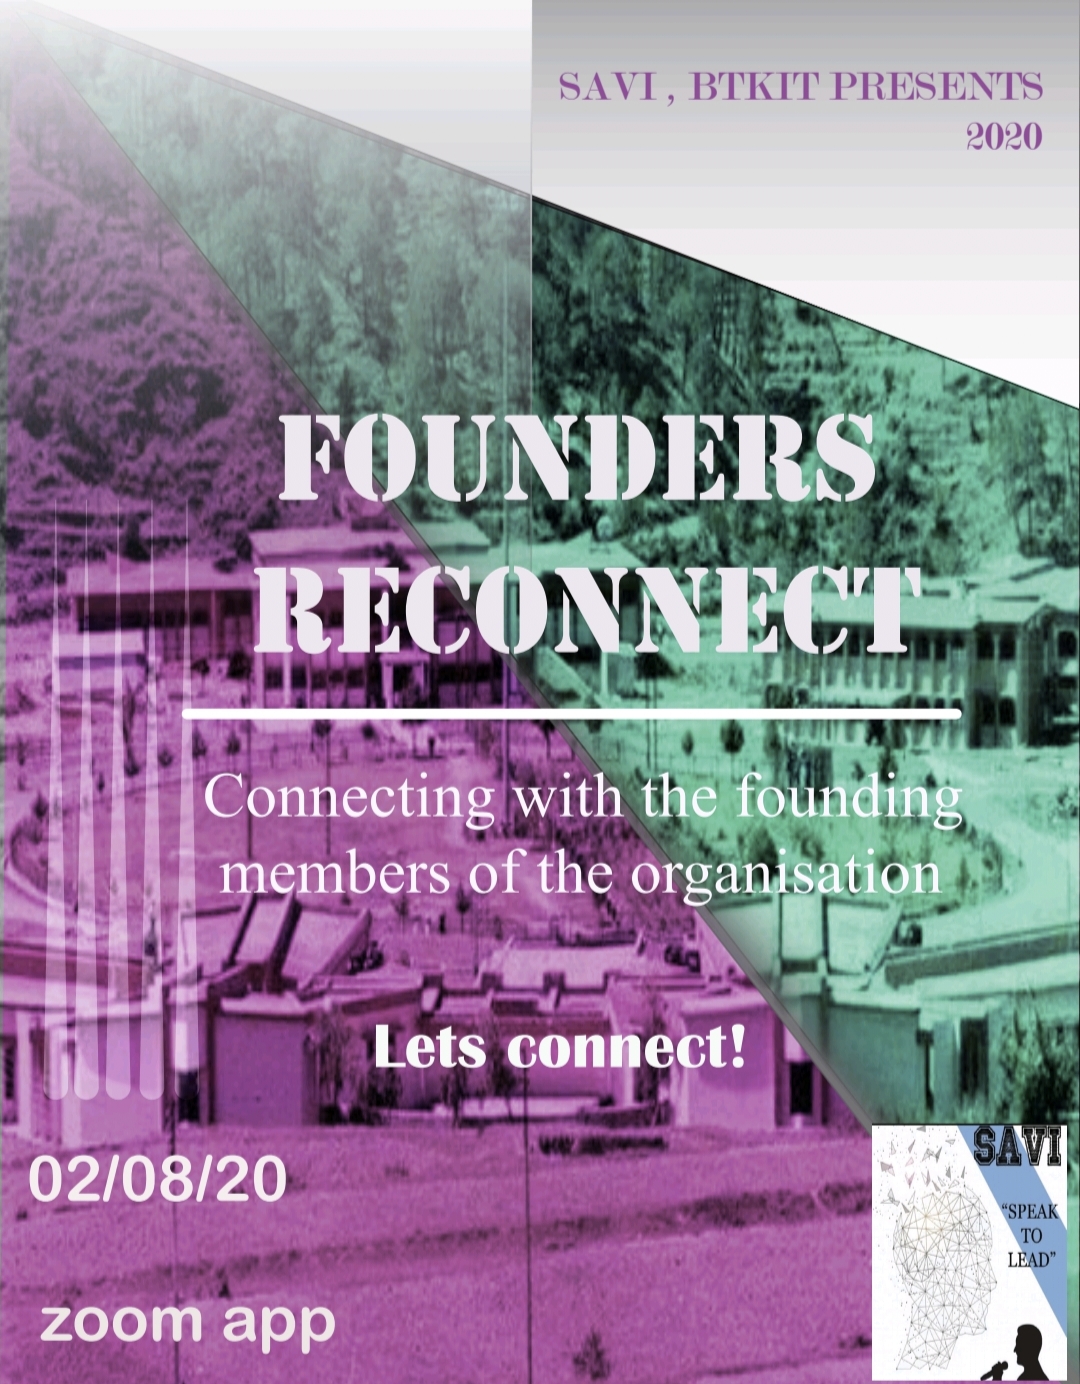 SAVI , BTKIT PRESENTS
2020
FOUNDERS
RECONNECT
Connecting with the founding
members of the organisation
Lets connect!
02/08/20
zoom app
SAVI
“SPEAK
TO
LEAD”